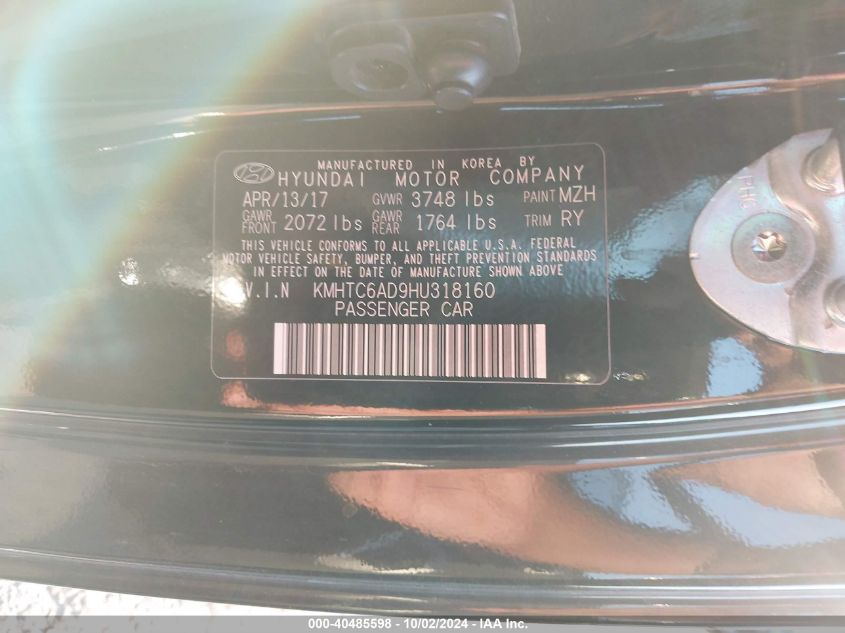 MANUFACTURED IN KOREA BY
HYUNDAI MOTOR COMPANY
APR/13/17 GVWR 3748 lbs PAINT MZH
GAWR FRONT 2072 lbs GAWR REAR 1764 lbs TRIM RY
THIS VEHICLE CONFORMS TO ALL APPLICABLE U.S.A. FEDERAL
MOTOR VEHICLE SAFETY, BUMPER, AND THEFT PREVENTION STANDARDS
IN EFFECT ON THE DATE OF MANUFACTURE SHOWN ABOVE
V.I.N KMHTC6AD9HU318160
PASSENGER CAR
PHC
000-40485598 - 10/02/2024 - IAA Inc.